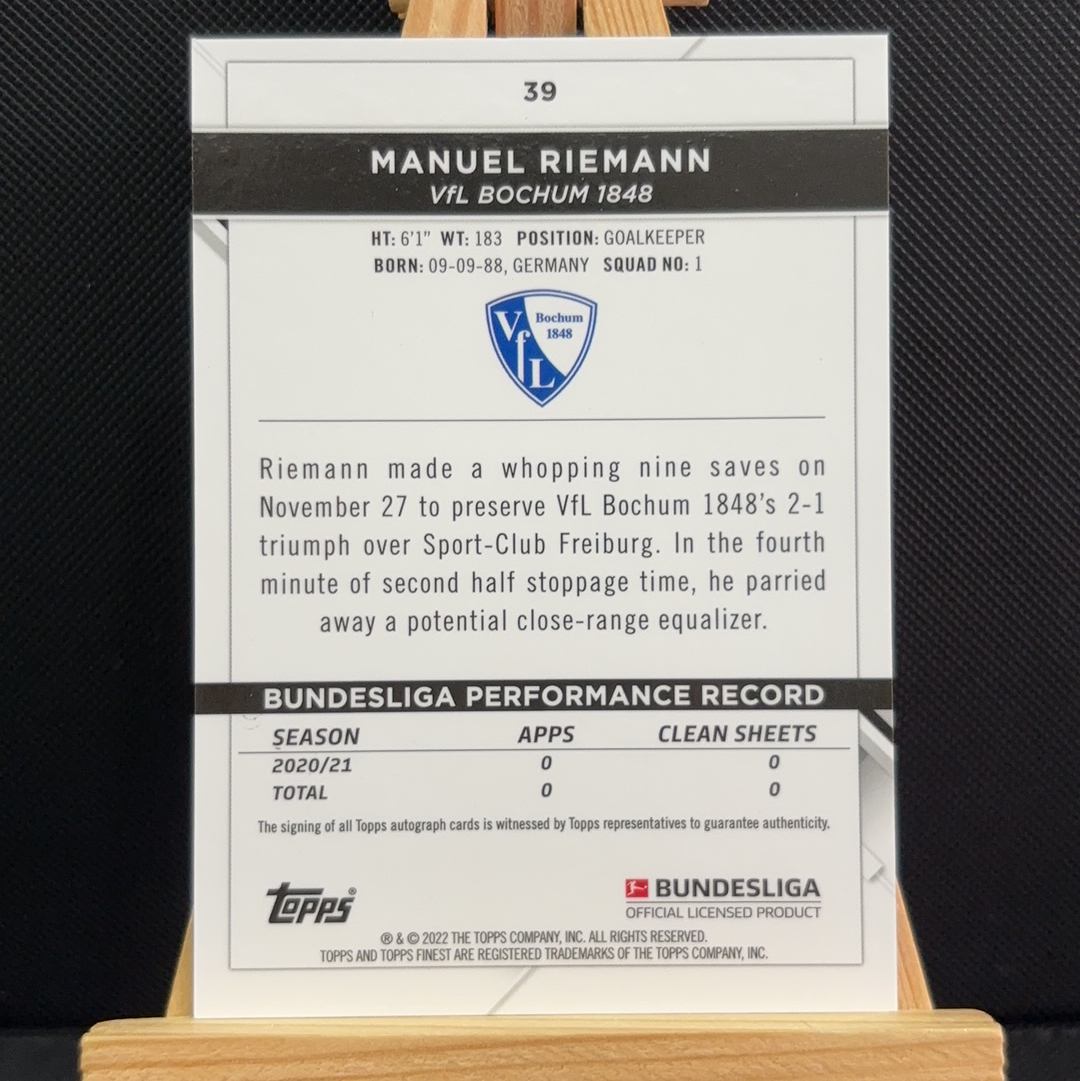 39
MANUEL RIEMANN
VfL BOCHUM 1848
HT: 6'1" WT: 183 POSITION: GOALKEEPER
BORN: 09-09-88, GERMANY SQUAD NO: 1
VfL Bochum
1848
Riemann made a whopping nine saves on
November 27 to preserve VfL Bochum 1848's 2-1
triumph over Sport-Club Freiburg. In the fourth
minute of second half stoppage time, he parried
away a potential close-range equalizer.
BUNDESLIGA PERFORMANCE RECORD
SEASON APPS CLEAN SHEETS
2020/21 0 0
TOTAL 0 0
The signing of all Topps autograph cards is witnessed by Topps representatives to guarantee authenticity.
topps®
BUNDESLIGA
OFFICIAL LICENSED PRODUCT
® & © 2022 THE TOPPS COMPANY, INC. ALL RIGHTS RESERVED.
TOPPS AND TOPPS FINEST ARE REGISTERED TRADEMARKS OF THE TOPPS COMPANY, INC.